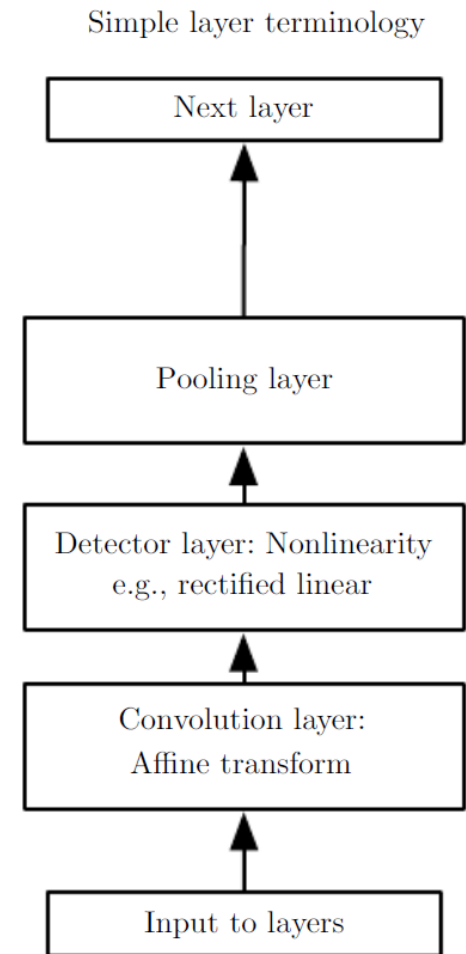 Simple layer terminology
Next layer
Pooling layer
Detector layer: Nonlinearity
e.g., rectified linear
Convolution layer:
Affine transform
Input to layers